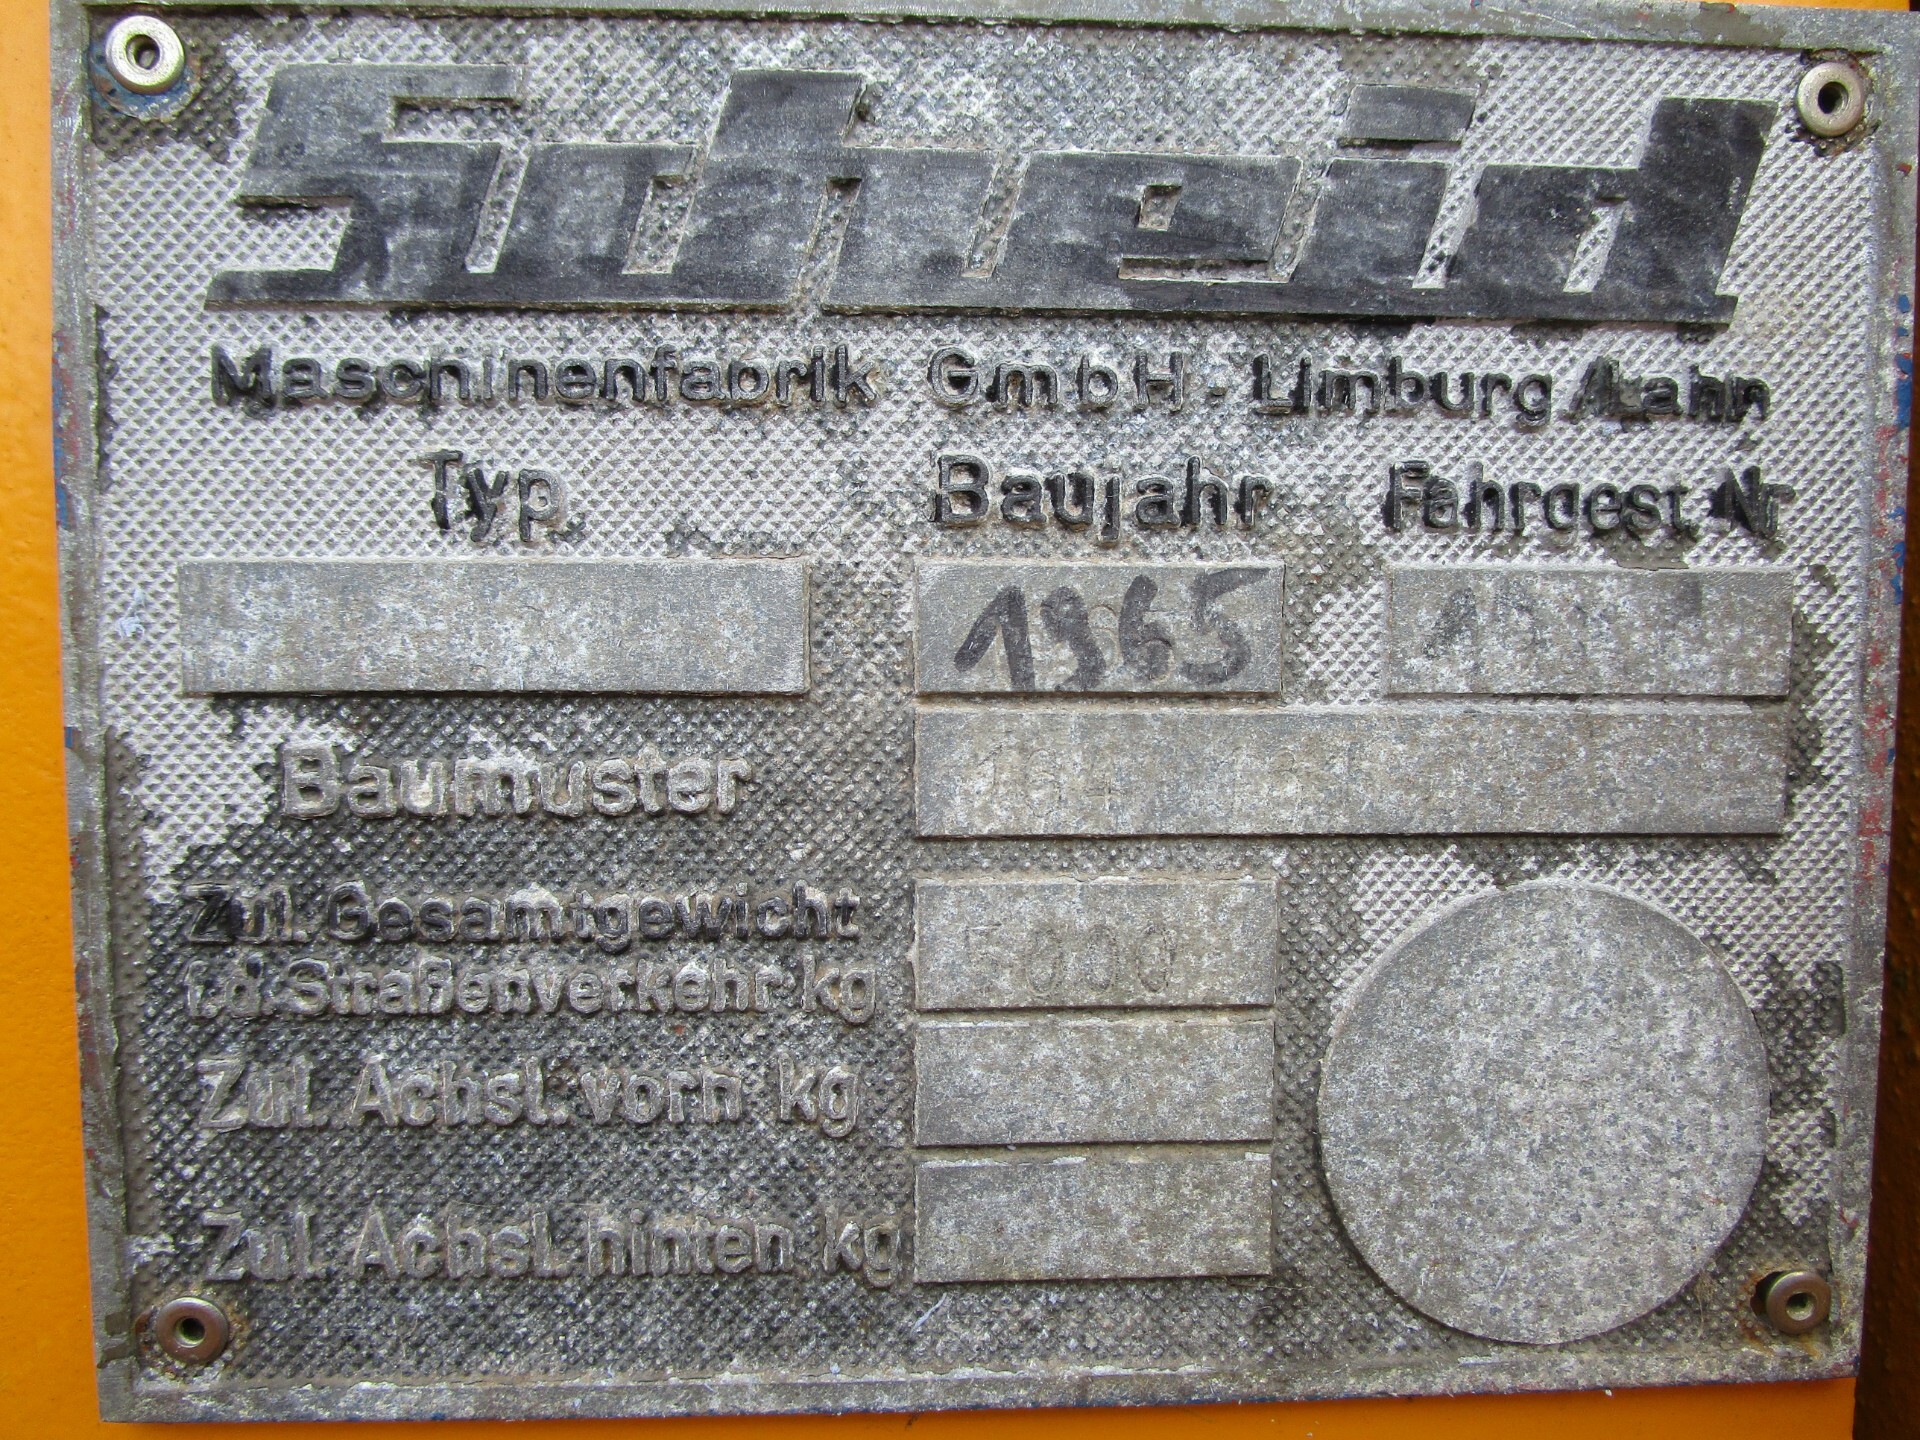 Scheid
Maschinenfabrik GmbH - Limburg/Lahn
Typ. Baujahr Fahrgest. Nr
1965
Baumuster
Zul. Gesamtgewicht
f.d. Straßenverkehr kg
Zul. Achsl. vorn kg
Zul. Achsl. hinten kg